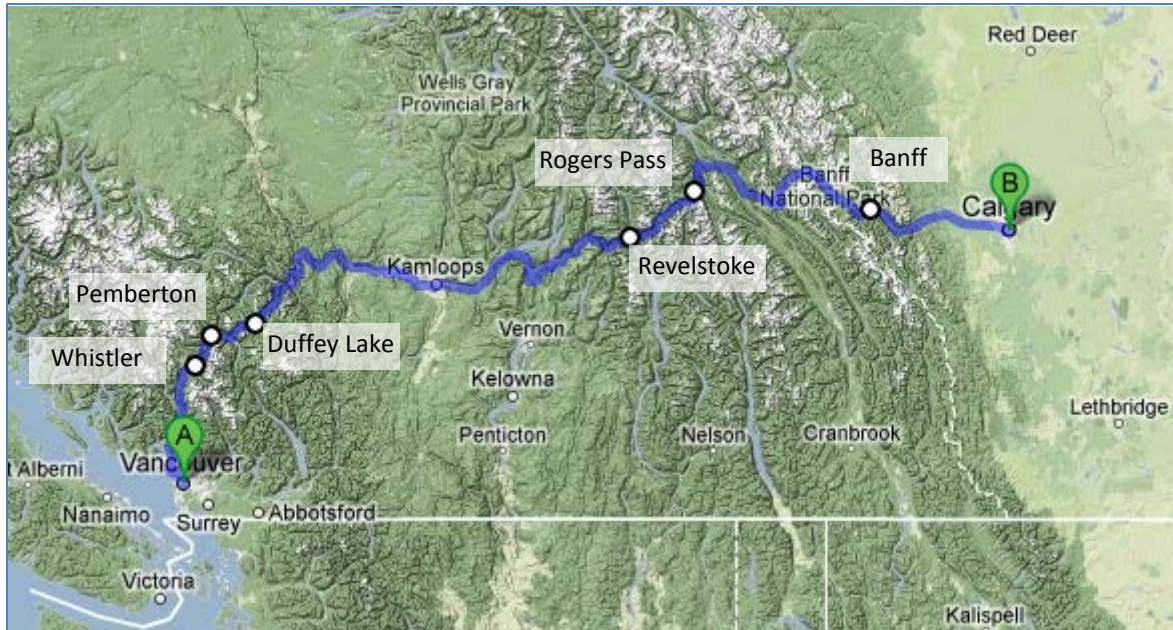 Red Deer
Wells Gray
Provincial Park
Rogers Pass
Banff
Banff
National Park
B
Calgary
Kamloops
Revelstoke
Pemberton
Duffey Lake
Whistler
Vernon
Kelowna
Lethbridge
A
Vancouver
Penticton
Nelson
Cranbrook
t Alberni
Nanaimo
Surrey
Abbotsford
Victoria
Kalispell